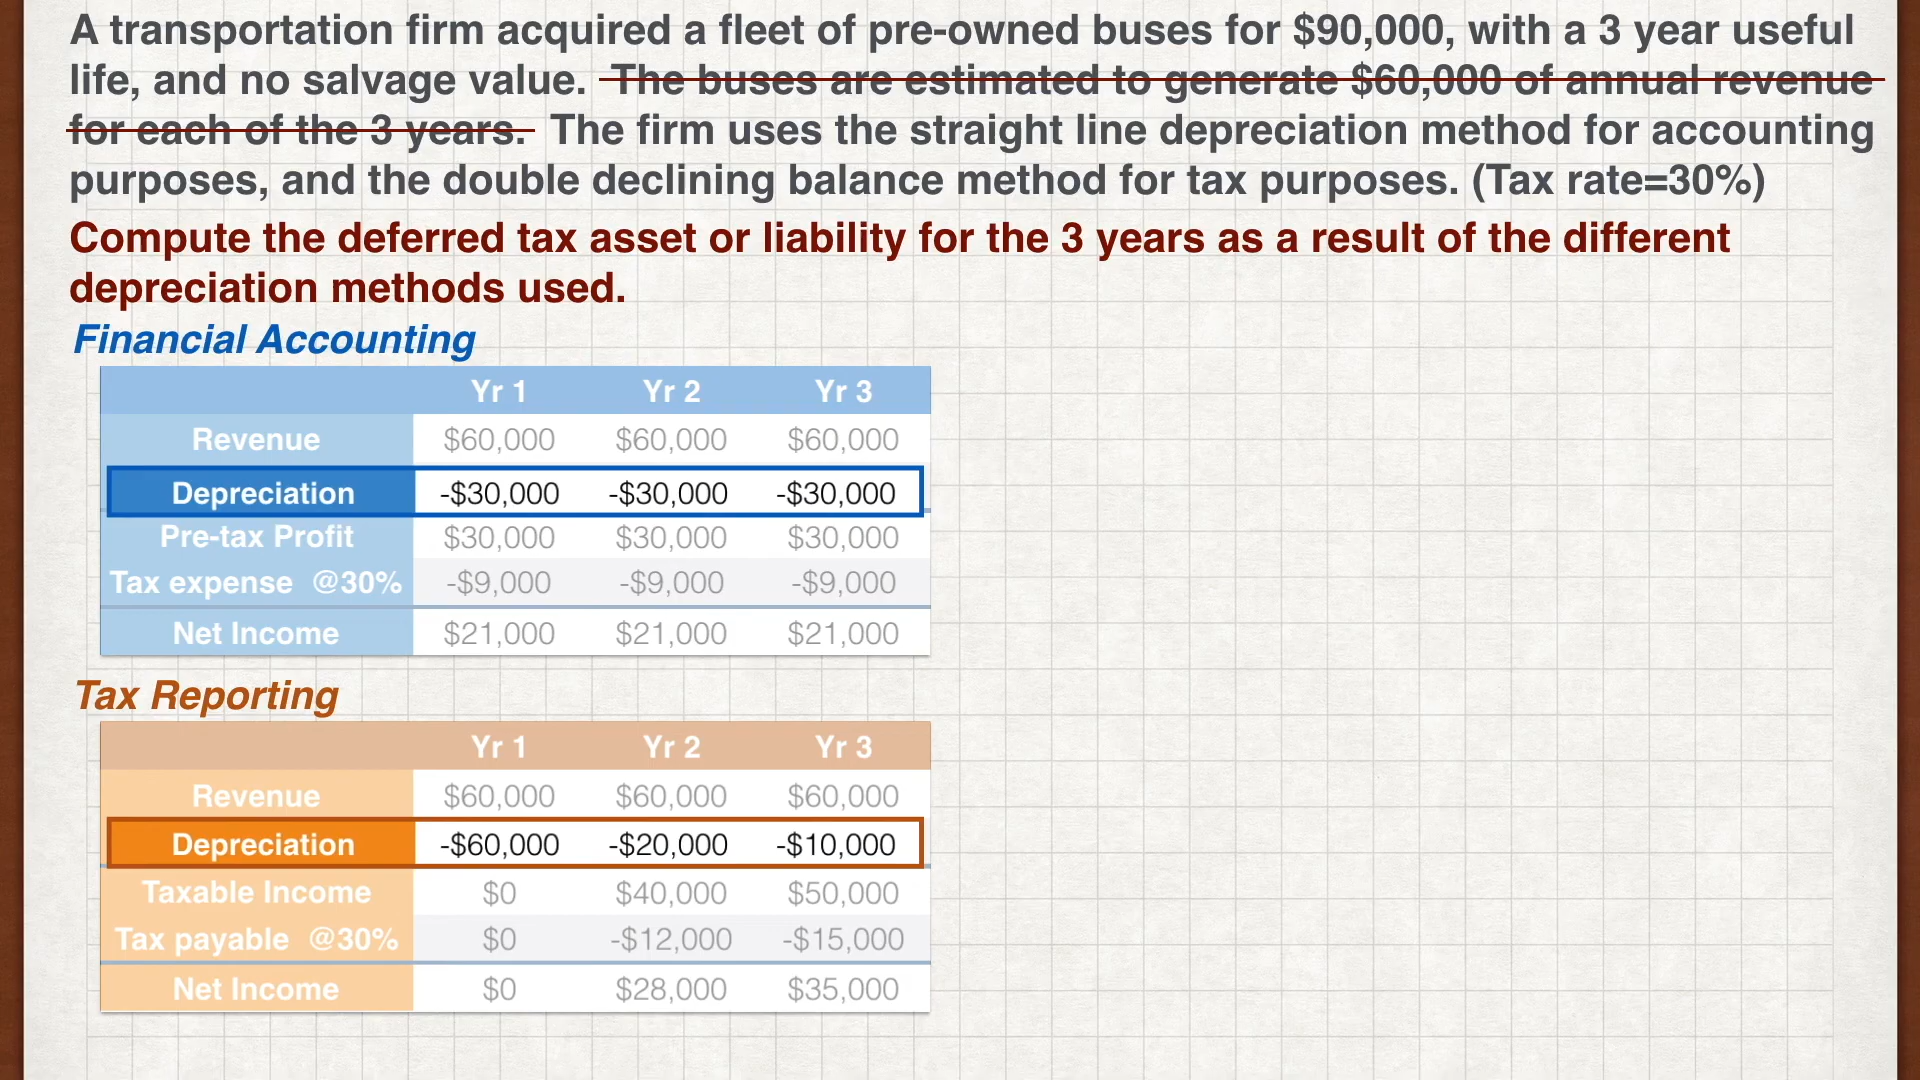 A transportation firm acquired a fleet of pre-owned buses for $90,000, with a 3 year useful
life, and no salvage value. The buses are estimated to generate $60,000 of annual revenue
for each of the 3 years. The firm uses the straight line depreciation method for accounting
purposes, and the double declining balance method for tax purposes. (Tax rate=30%)
Compute the deferred tax asset or liability for the 3 years as a result of the different
depreciation methods used.
Financial Accounting
Yr 1 Yr 2 Yr 3
Revenue $60,000 $60,000 $60,000
Depreciation -$30,000 -$30,000 -$30,000
Pre-tax Profit $30,000 $30,000 $30,000
Tax expense @30% -$9,000 -$9,000 -$9,000
Net Income $21,000 $21,000 $21,000
Tax Reporting
Yr 1 Yr 2 Yr 3
Revenue $60,000 $60,000 $60,000
Depreciation -$60,000 -$20,000 -$10,000
Taxable Income $0 $40,000 $50,000
Tax payable @30% $0 -$12,000 -$15,000
Net Income $0 $28,000 $35,000